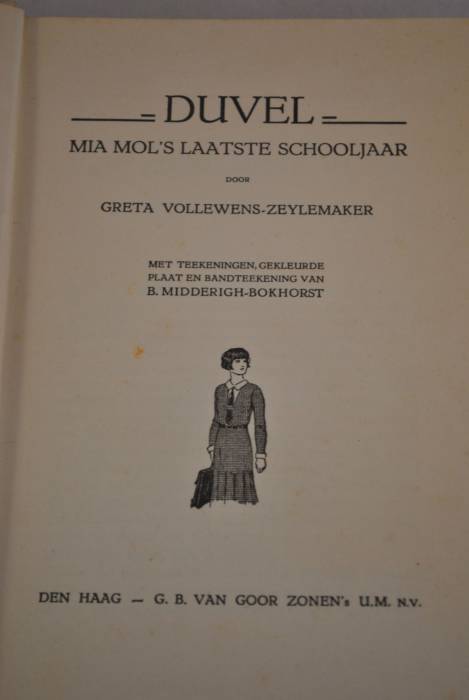 = DUVEL =
MIA MOL'S LAATSTE SCHOOLJAAR
DOOR
GRETA VOLLEWENS-ZEYLEMAKER
MET TEEKENINGEN, GEKLEURDE
PLAAT EN BANDTEEKENING VAN
B. MIDDERIGH-BOKHORST
DEN HAAG — G. B. VAN GOOR ZONEN's U.M. N.V.